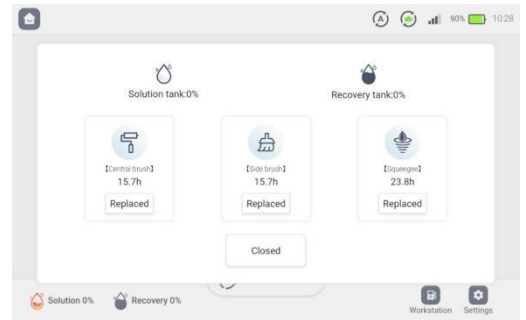 A
90%
10:28
Solution tank:0%
Recovery tank:0%
【Central brush】
15.7h
Replaced
【Side brush】
15.7h
Replaced
【Squeegee】
23.8h
Replaced
Closed
Solution 0%
Recovery 0%
Workstation
Settings